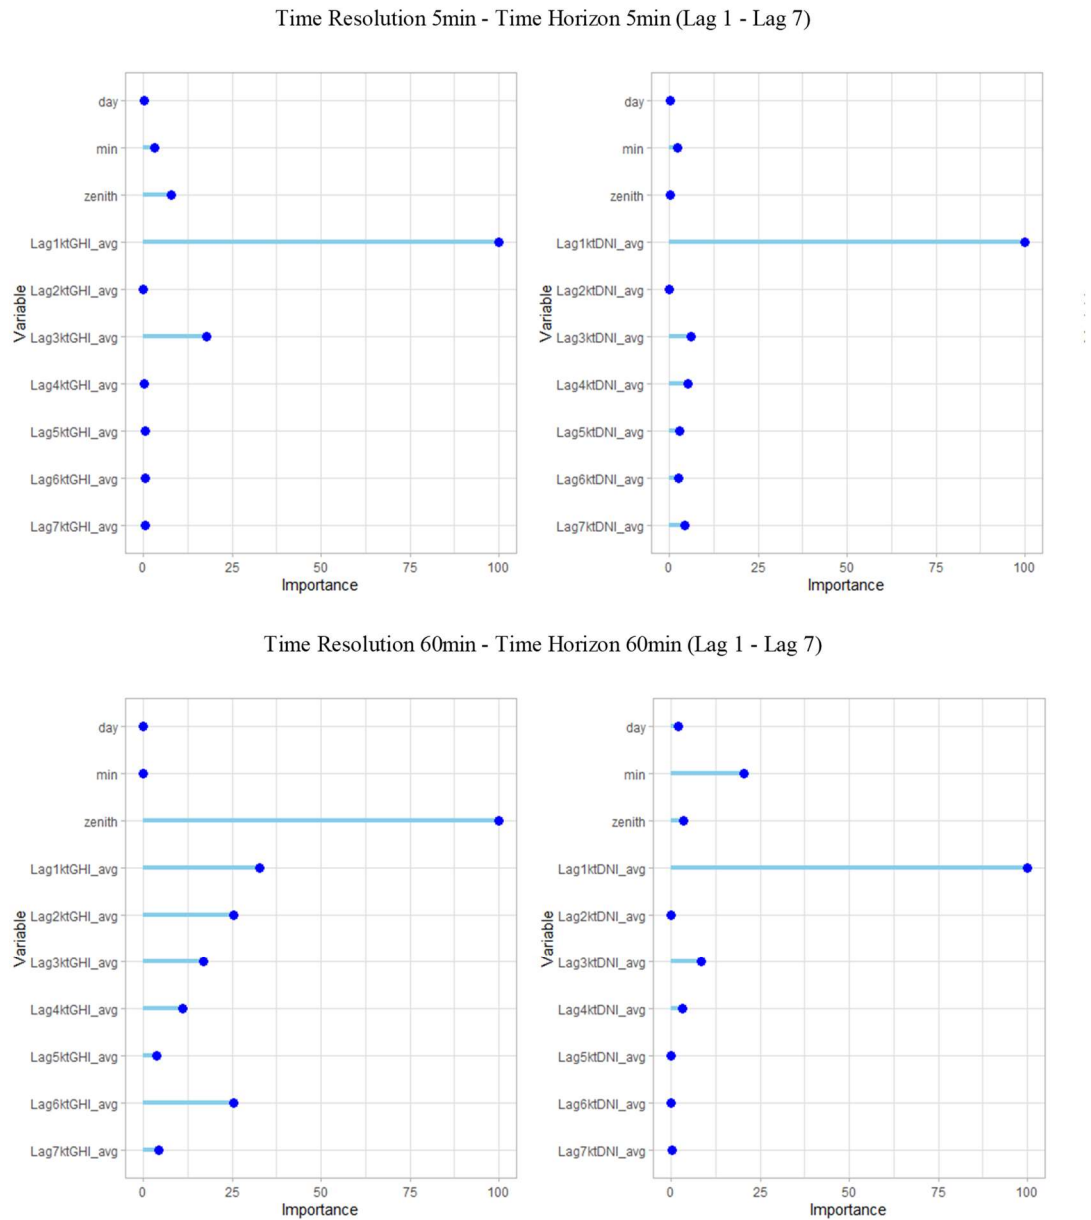 Time Resolution 5min - Time Horizon 5min (Lag 1 - Lag 7)
Variable
day
min
zenith
Lag1ktGHI_avg
Lag2ktGHI_avg
Lag3ktGHI_avg
Lag4ktGHI_avg
Lag5ktGHI_avg
Lag6ktGHI_avg
Lag7ktGHI_avg
0 25 50 75 100
Importance
Variable
day
min
zenith
Lag1ktDNI_avg
Lag2ktDNI_avg
Lag3ktDNI_avg
Lag4ktDNI_avg
Lag5ktDNI_avg
Lag6ktDNI_avg
Lag7ktDNI_avg
0 25 50 75 100
Importance
Time Resolution 60min - Time Horizon 60min (Lag 1 - Lag 7)
Variable
day
min
zenith
Lag1ktGHI_avg
Lag2ktGHI_avg
Lag3ktGHI_avg
Lag4ktGHI_avg
Lag5ktGHI_avg
Lag6ktGHI_avg
Lag7ktGHI_avg
0 25 50 75 100
Importance
Variable
day
min
zenith
Lag1ktDNI_avg
Lag2ktDNI_avg
Lag3ktDNI_avg
Lag4ktDNI_avg
Lag5ktDNI_avg
Lag6ktDNI_avg
Lag7ktDNI_avg
0 25 50 75 100
Importance